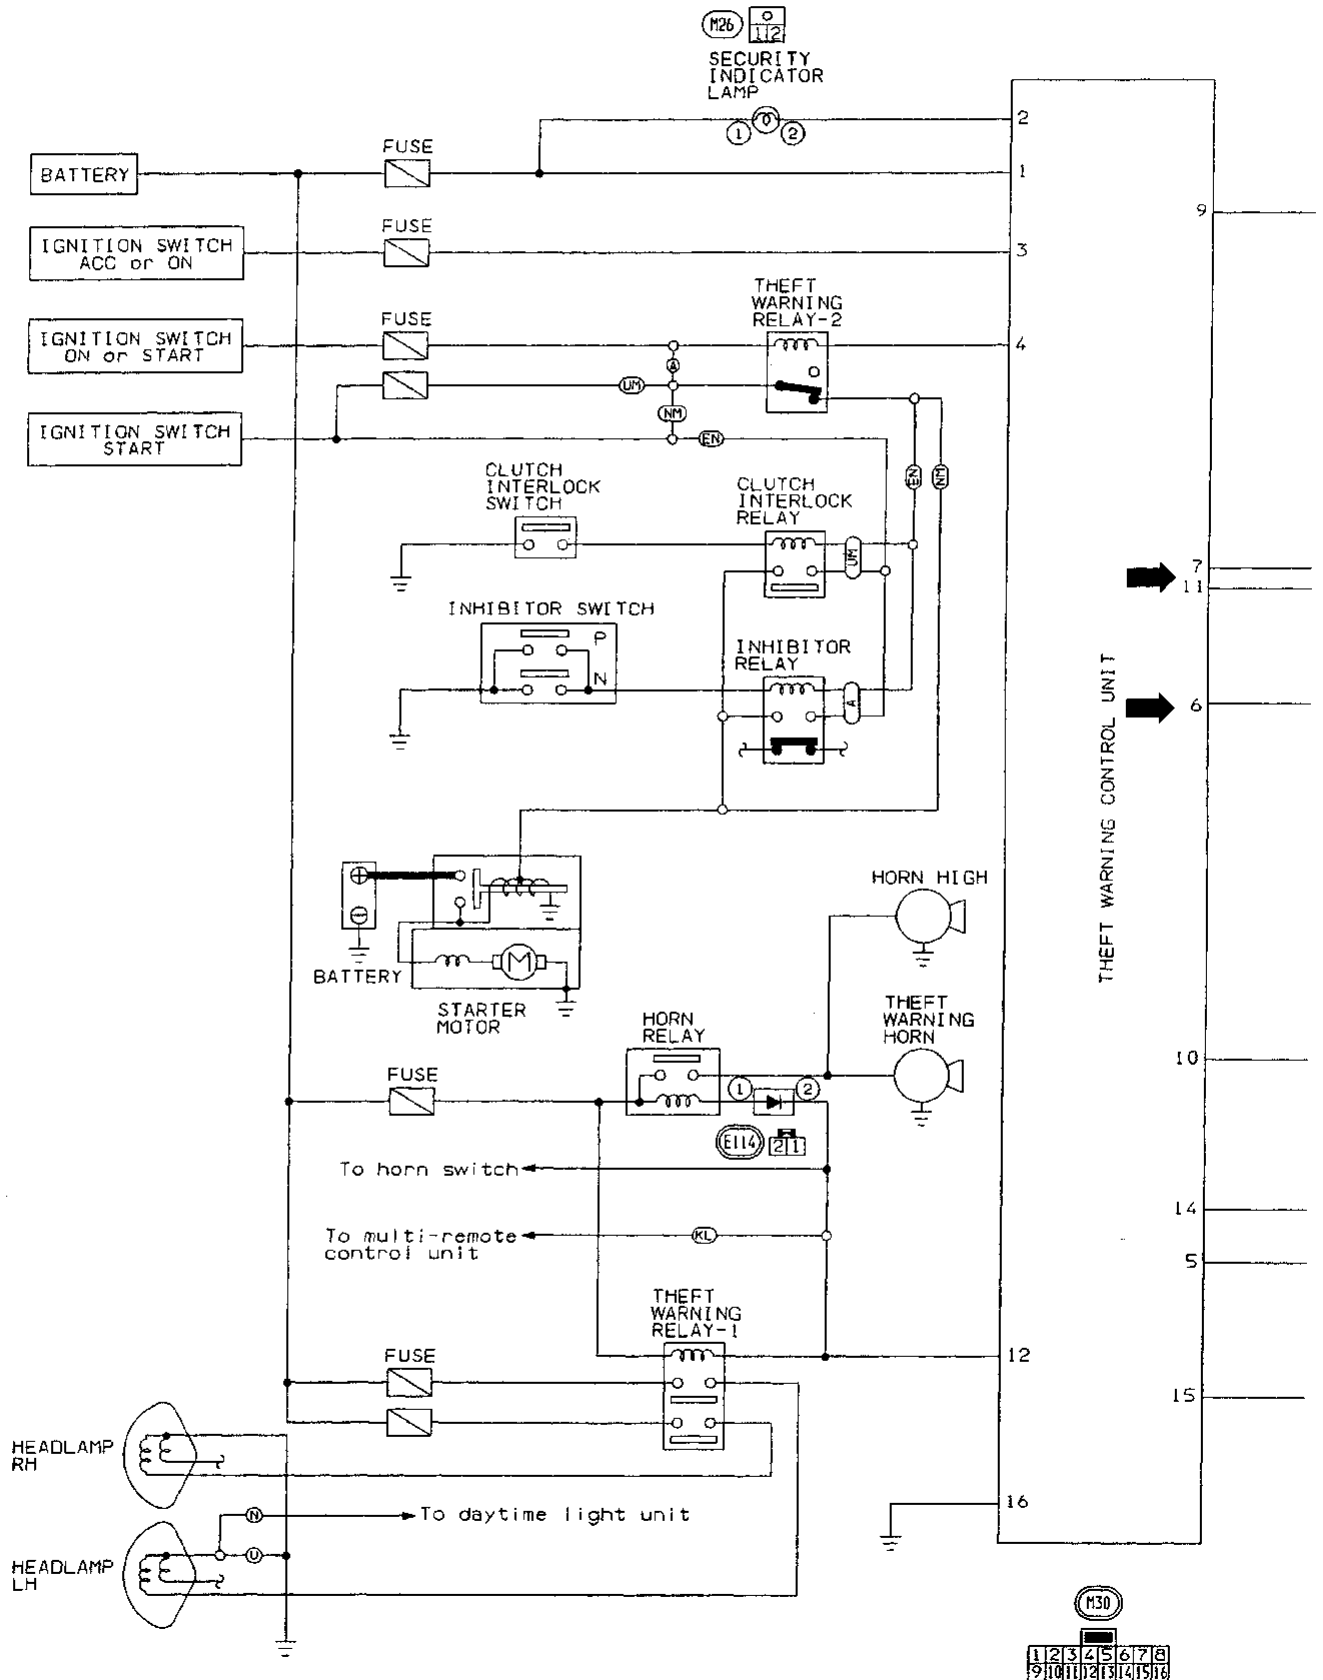 M26
1 2
SECURITY
INDICATOR
LAMP
1 2
2
FUSE
BATTERY
1
9
FUSE
IGNITION SWITCH
ACC or ON
3
THEFT
WARNING
RELAY-2
FUSE
IGNITION SWITCH
ON or START
4
A
UM
NM
IGNITION SWITCH
START
EN
CLUTCH
INTERLOCK
SWITCH
CLUTCH
INTERLOCK
RELAY
EN
NM
UM
7
11
INHIBITOR SWITCH
P
N
INHIBITOR
RELAY
A
6
THEFT WARNING CONTROL UNIT
HORN HIGH
M
BATTERY
STARTER
MOTOR
THEFT
WARNING
HORN
HORN
RELAY
10
FUSE
1 2
E114
2 1
To horn switch
14
To multi-remote
control unit
KL
5
THEFT
WARNING
RELAY-1
FUSE
12
15
HEADLAMP
RH
16
N
To daytime light unit
U
HEADLAMP
LH
M30
1 2 3 4 5 6 7 8
9 10 11 12 13 14 15 16